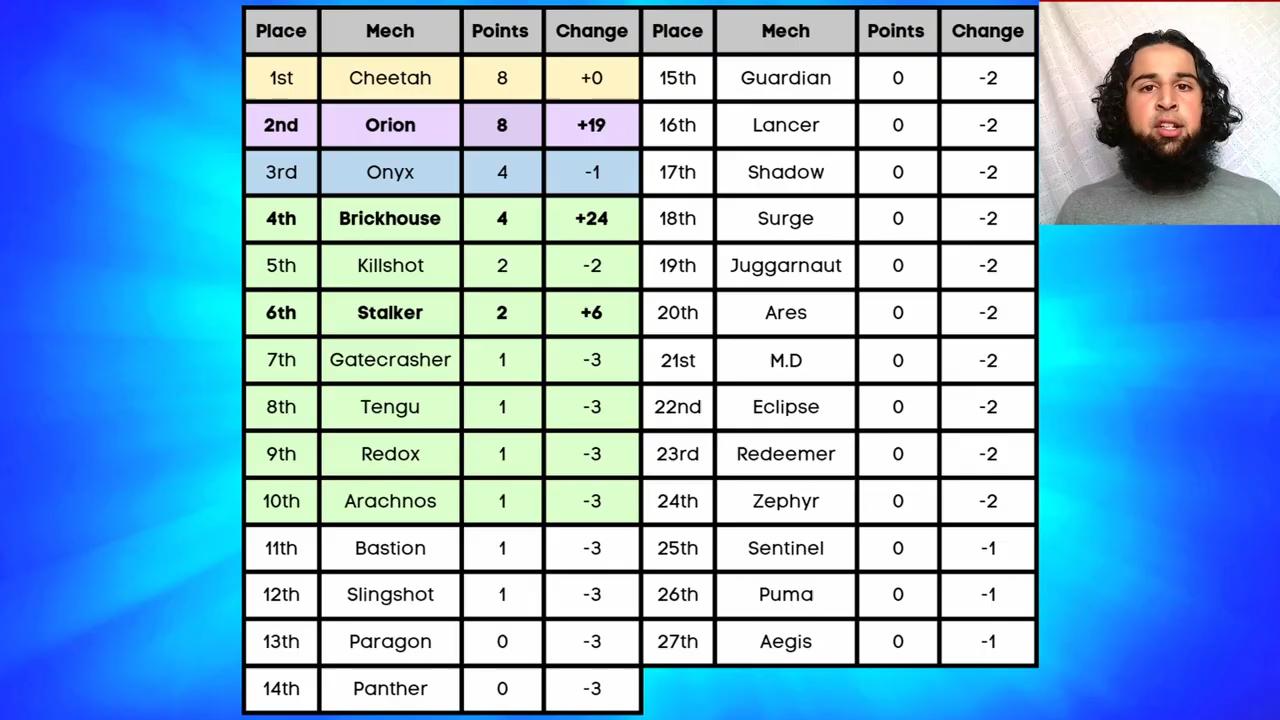 Place Mech Points Change Place Mech Points Change
1st Cheetah 8 +0 15th Guardian 0 -2
2nd Orion 8 +19 16th Lancer 0 -2
3rd Onyx 4 -1 17th Shadow 0 -2
4th Brickhouse 4 +24 18th Surge 0 -2
5th Killshot 2 -2 19th Juggarnaut 0 -2
6th Stalker 2 +6 20th Ares 0 -2
7th Gatecrasher 1 -3 21st M.D 0 -2
8th Tengu 1 -3 22nd Eclipse 0 -2
9th Redox 1 -3 23rd Redeemer 0 -2
10th Arachnos 1 -3 24th Zephyr 0 -2
11th Bastion 1 -3 25th Sentinel 0 -1
12th Slingshot 1 -3 26th Puma 0 -1
13th Paragon 0 -3 27th Aegis 0 -1
14th Panther 0 -3